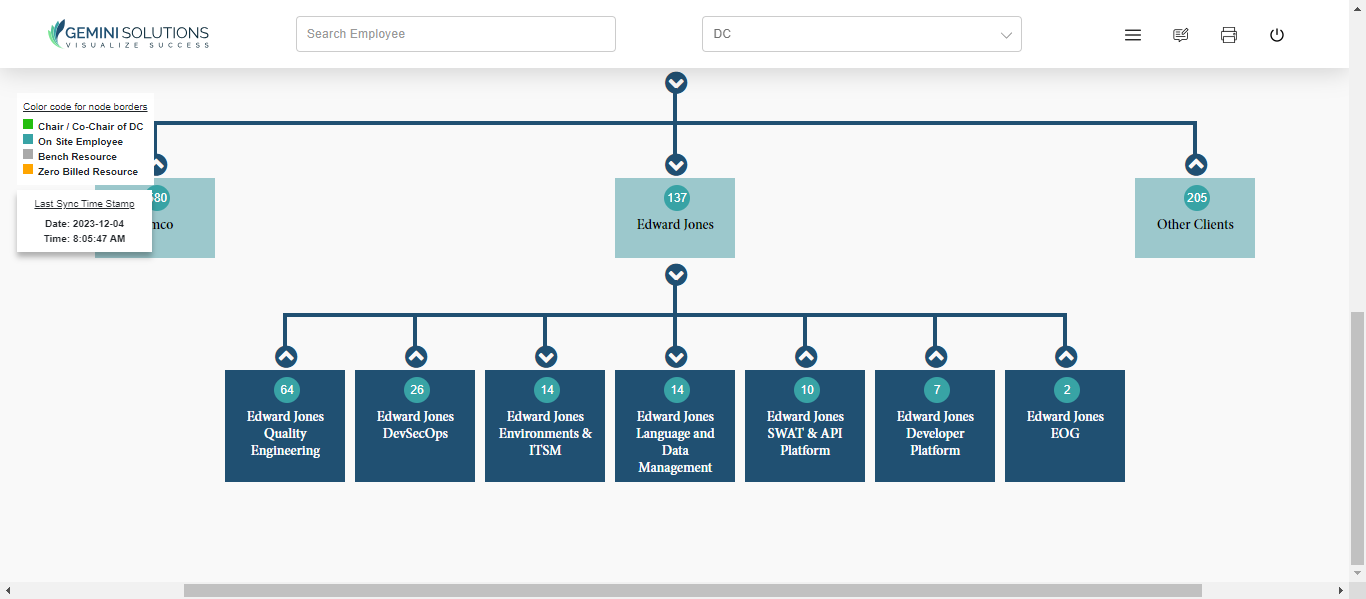 GEMINI SOLUTIONS
VISUALIZE SUCCESS
Search Employee
DC
Color code for node borders
Chair / Co-Chair of DC
On Site Employee
Bench Resource
Zero Billed Resource
Last Sync Time Stamp
Date: 2023-12-04
Time: 8:05:47 AM
137
Edward Jones
205
Other Clients
64
Edward Jones
Quality
Engineering
26
Edward Jones
DevSecOps
14
Edward Jones
Environments &
ITSM
14
Edward Jones
Language and
Data
Management
10
Edward Jones
SWAT & API
Platform
7
Edward Jones
Developer
Platform
2
Edward Jones
EOG